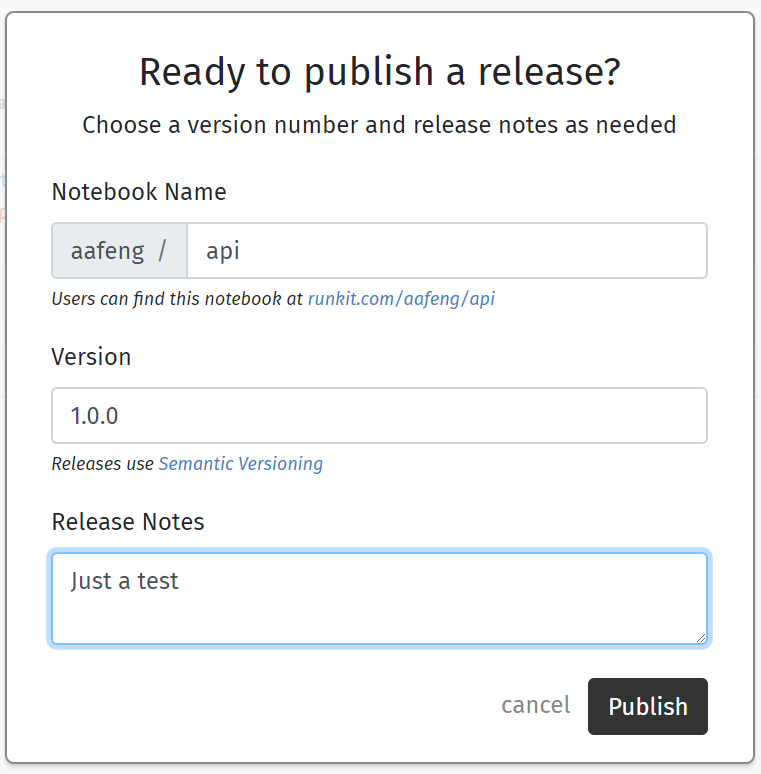 Ready to publish a release?
Choose a version number and release notes as needed
Notebook Name
aafeng / api
Users can find this notebook at runkit.com/aafeng/api
Version
1.0.0
Releases use Semantic Versioning
Release Notes
Just a test
cancel Publish